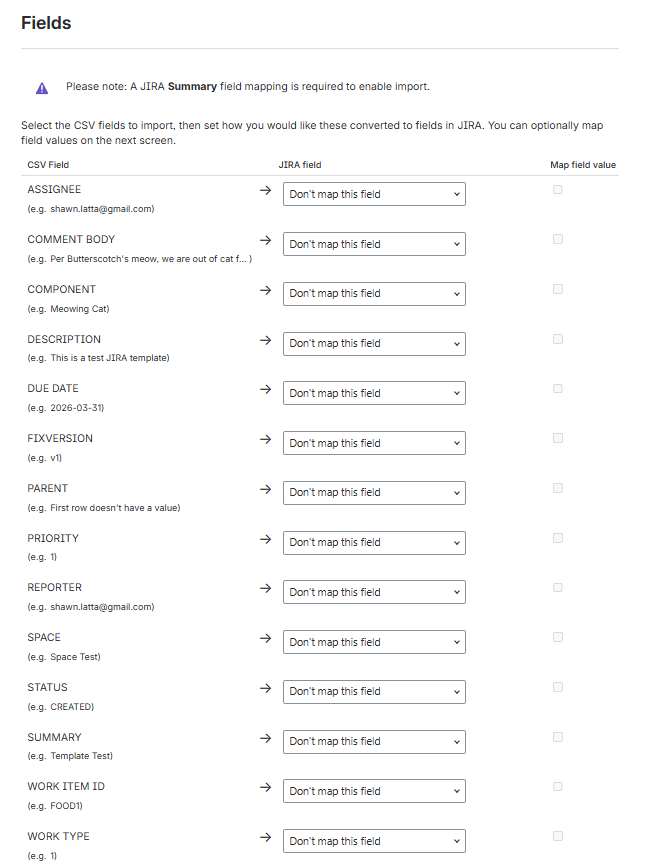 Fields
Please note: A JIRA Summary field mapping is required to enable import.
Select the CSV fields to import, then set how you would like these converted to fields in JIRA. You can optionally map
field values on the next screen.
CSV Field JIRA field Map field value
ASSIGNEE → Don't map this field
(e.g. shawn.latta@gmail.com)
COMMENT BODY → Don't map this field
(e.g. Per Butterscotch's meow, we are out of cat f... )
COMPONENT → Don't map this field
(e.g. Meowing Cat)
DESCRIPTION → Don't map this field
(e.g. This is a test JIRA template)
DUE DATE → Don't map this field
(e.g. 2026-03-31)
FIXVERSION → Don't map this field
(e.g. v1)
PARENT → Don't map this field
(e.g. First row doesn't have a value)
PRIORITY → Don't map this field
(e.g. 1)
REPORTER → Don't map this field
(e.g. shawn.latta@gmail.com)
SPACE → Don't map this field
(e.g. Space Test)
STATUS → Don't map this field
(e.g. CREATED)
SUMMARY → Don't map this field
(e.g. Template Test)
WORK ITEM ID → Don't map this field
(e.g. FOOD1)
WORK TYPE → Don't map this field
(e.g. 1)